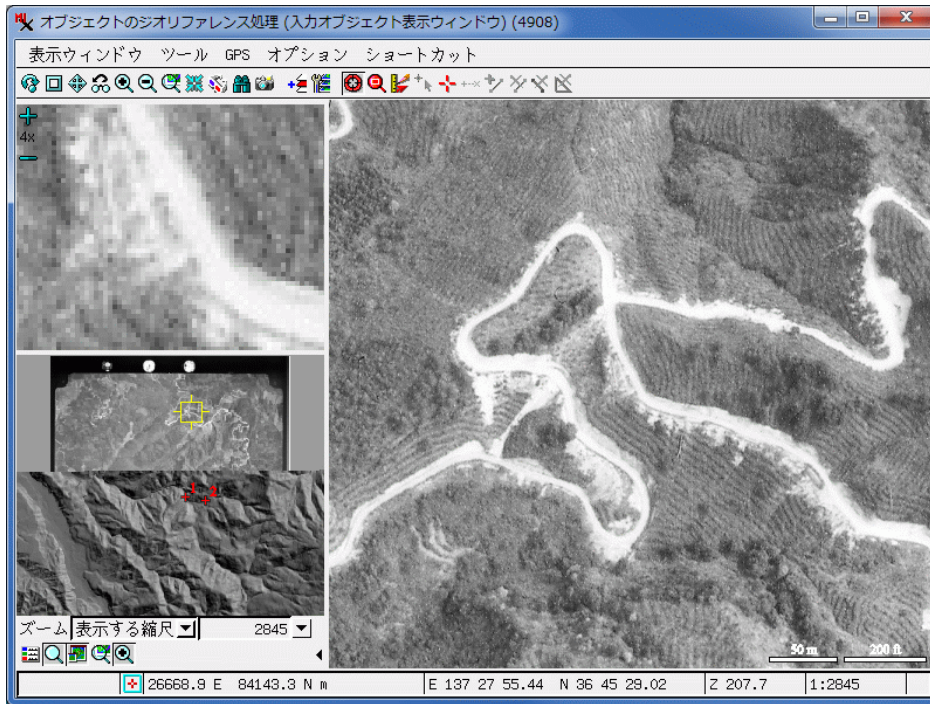 オブジェクトのジオリファレンス処理 (入力オブジェクト表示ウィンドウ) (4908)
表示ウィンドウ ツール GPS オプション ショートカット
4x
ズーム 表示する縮尺 2845
50 m 200 ft
26668.9 E 84143.3 N m E 137 27 55.44 N 36 45 29.02 Z 207.7 1:2845